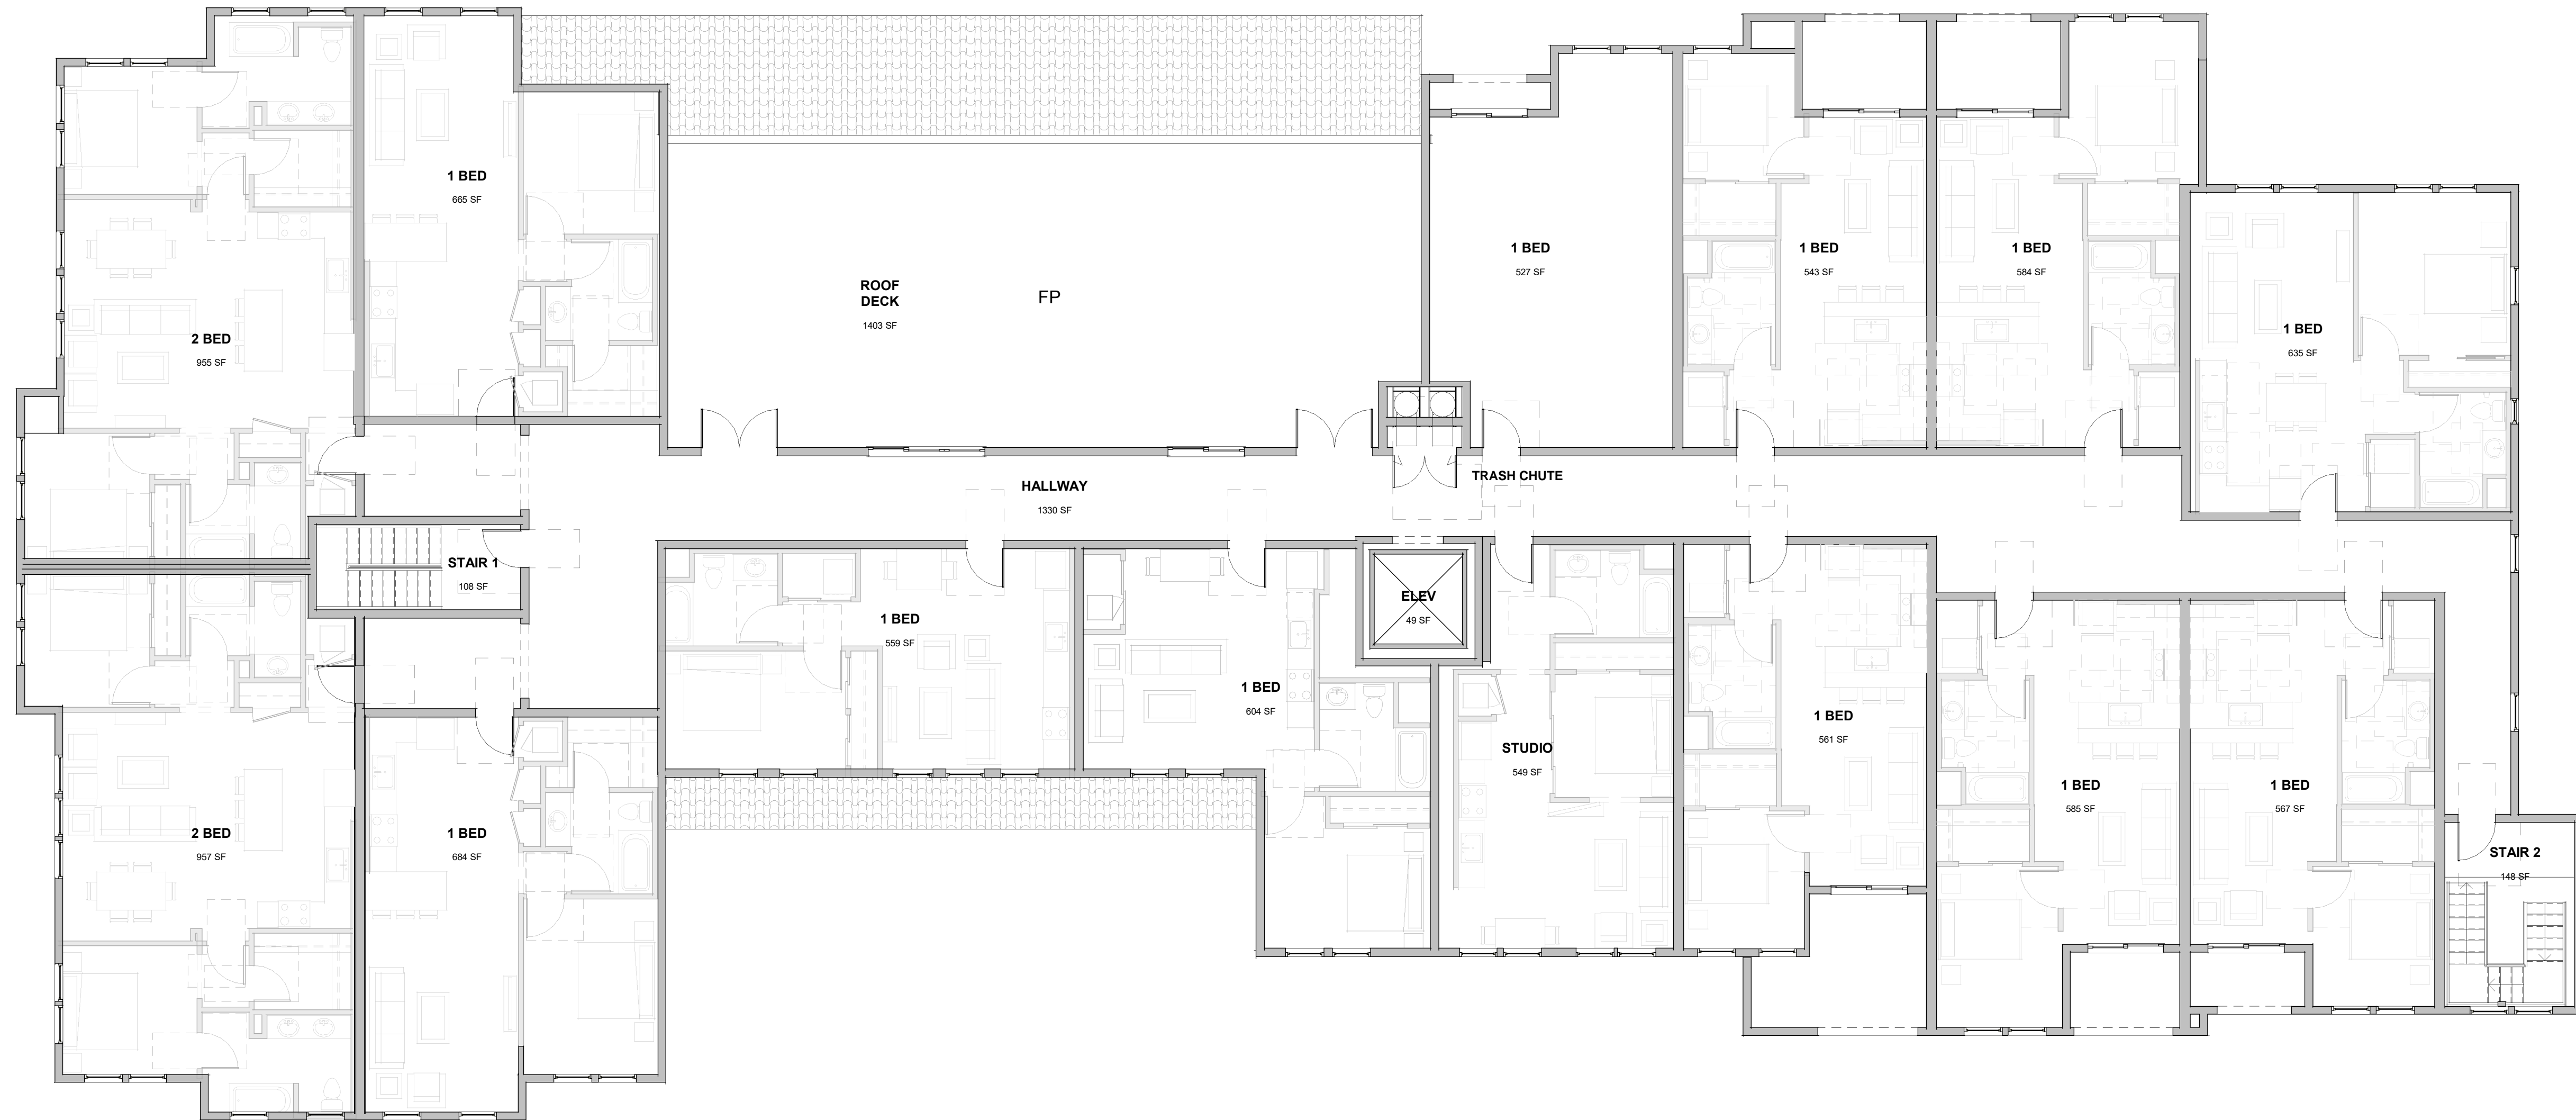 1 BED
665 SF
2 BED
955 SF
ROOF
DECK
1403 SF
FP
1 BED
527 SF
1 BED
543 SF
1 BED
584 SF
1 BED
635 SF
HALLWAY
1330 SF
TRASH CHUTE
STAIR 1
108 SF
ELEV
49 SF
1 BED
559 SF
1 BED
604 SF
STUDIO
549 SF
1 BED
561 SF
1 BED
585 SF
1 BED
567 SF
2 BED
957 SF
1 BED
684 SF
STAIR 2
148 SF